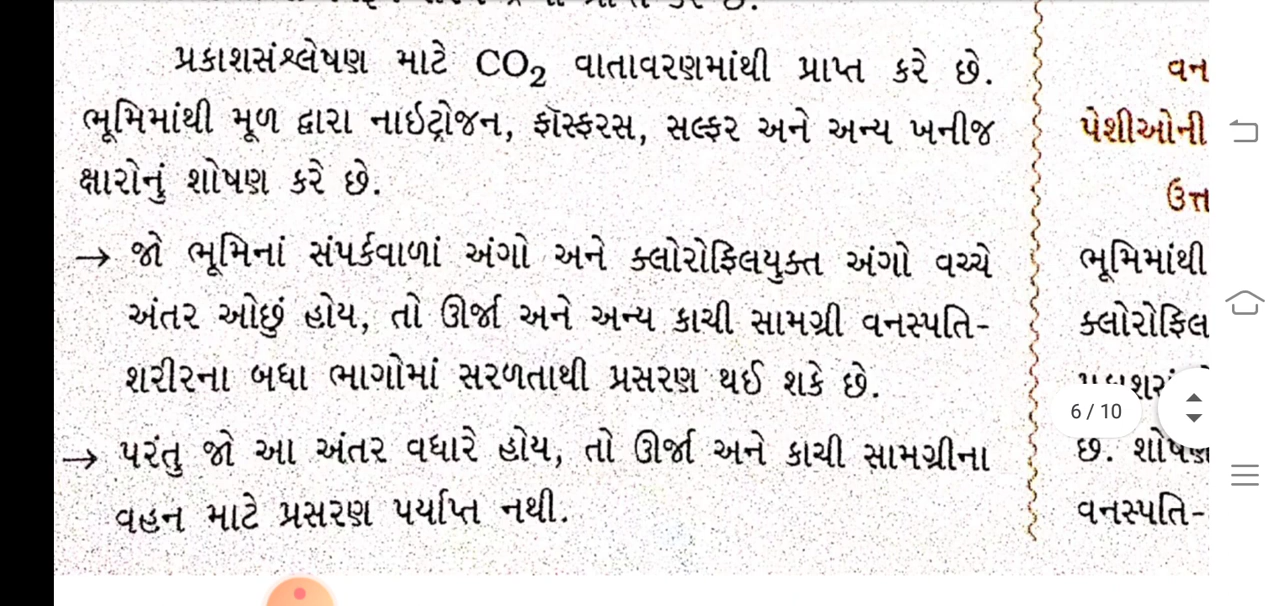 પ્રકાશસંશ્લેષણ માટે CO₂ વાતાવરણમાંથી પ્રાપ્ત કરે છે.
ભૂમિમાંથી મૂળ દ્વારા નાઇટ્રોજન, ફૉસ્ફરસ, સલ્ફર અને અન્ય ખનીજ
ક્ષારોનું શોષણ કરે છે.
→ જો ભૂમિનાં સંપર્કવાળાં અંગો અને ક્લોરોફિલયુક્ત અંગો વચ્ચે
અંતર ઓછું હોય, તો ઊર્જા અને અન્ય કાચી સામગ્રી વનસ્પતિ-
શરીરના બધા ભાગોમાં સરળતાથી પ્રસરણ થઈ શકે છે.
→ પરંતુ જો આ અંતર વધારે હોય, તો ઊર્જા અને કાચી સામગ્રીના
વહન માટે પ્રસરણ પર્યાપ્ત નથી.
વન
પેશીઓની
ઉત્ત
ભૂમિમાંથી
ક્લોરોફિલ
6 / 10
છે. શોષ
વનસ્પતિ-